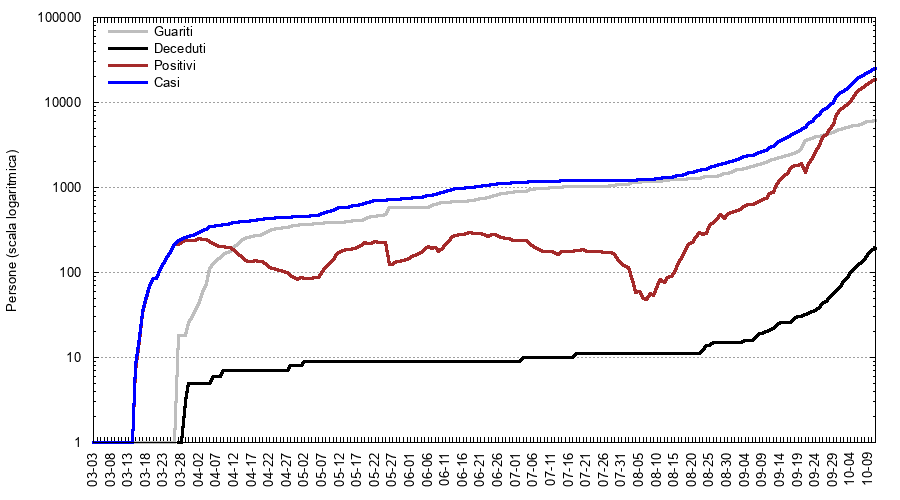 100000
10000
1000
100
10
1
Persone (scala logaritmica)
Guariti
Deceduti
Positivi
Casi
03-03 03-08 03-13 03-18 03-23 03-28 04-02 04-07 04-12 04-17 04-22 04-27 05-02 05-07 05-12 05-17 05-22 05-27 06-01 06-06 06-11 06-16 06-21 06-26 07-01 07-06 07-11 07-16 07-21 07-26 07-31 08-05 08-10 08-15 08-20 08-25 08-30 09-04 09-09 09-14 09-19 09-24 09-29 10-04 10-09